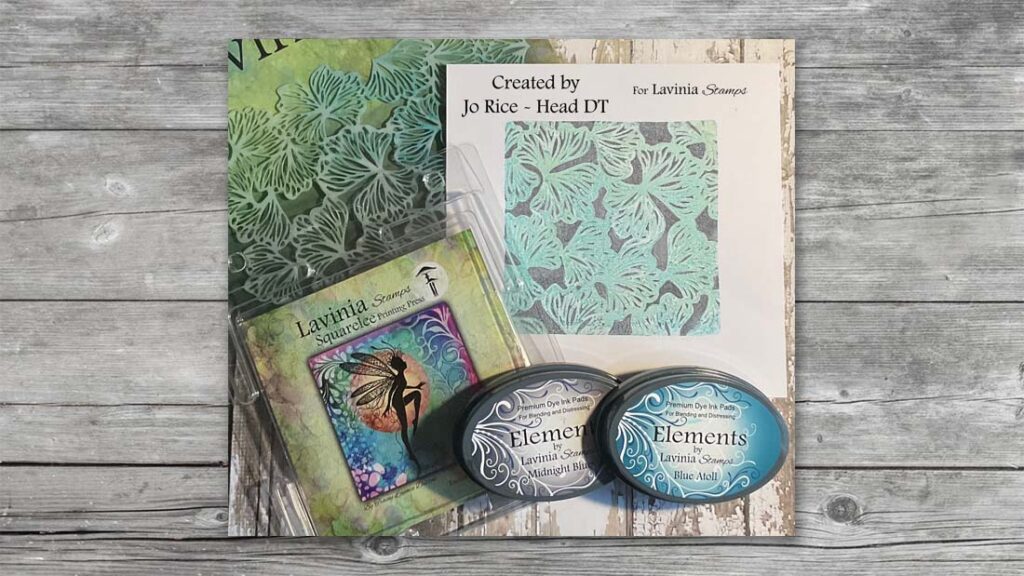 Created by
Jo Rice ~ Head DT
For Lavinia Stamps
Lavinia Stamps
Squarelee Printing Press
Premium Dye Ink Pads
For Blending and Distressing
Elements
by
Lavinia Stamps
Midnight Blue
Premium Dye Ink Pads
For Blending and Distressing
Elements
by
Lavinia Stamps
Blue Atoll